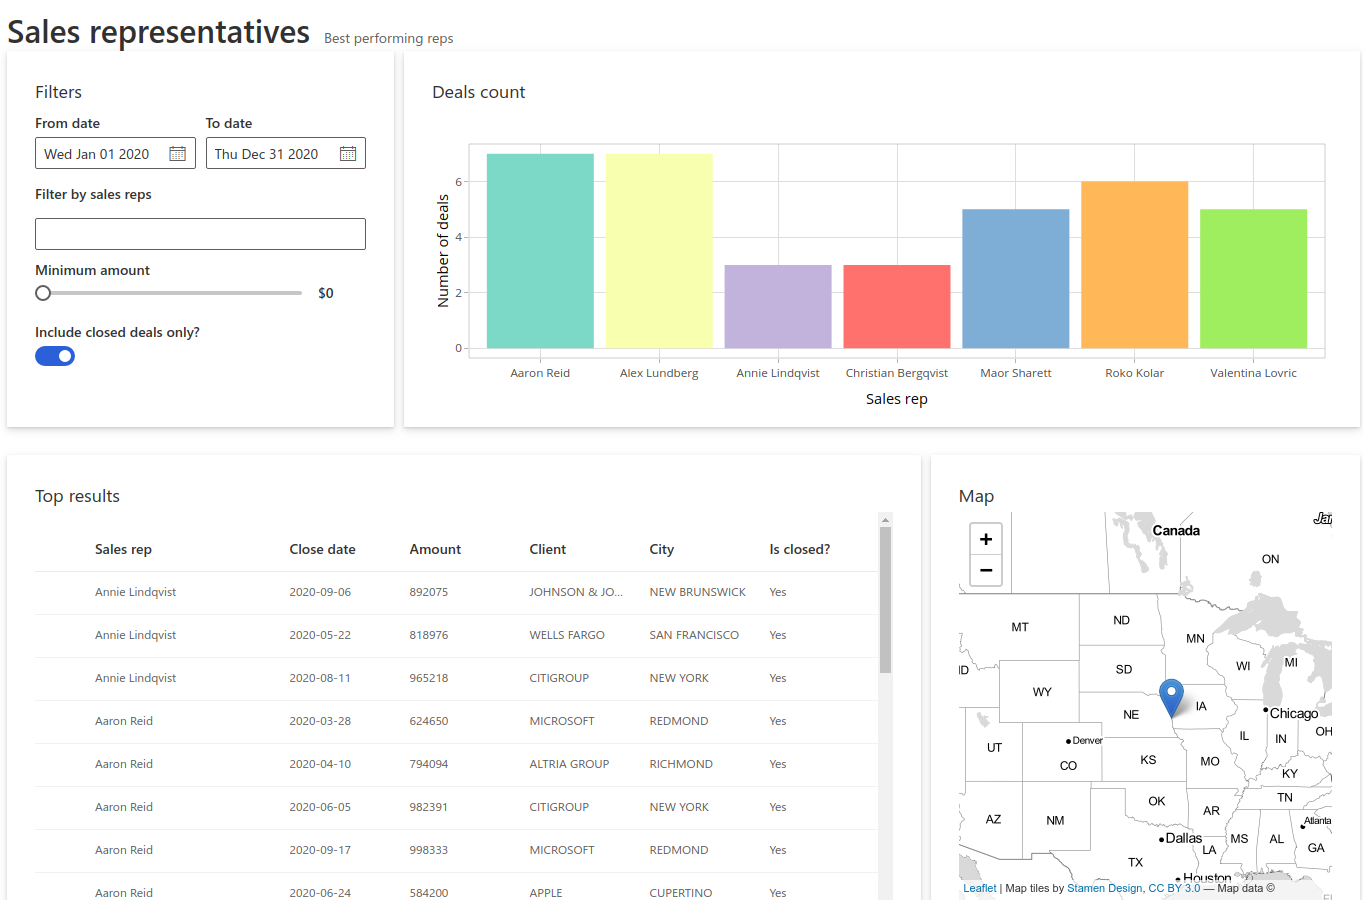 Sales representatives Best performing reps
Filters
From date To date
Wed Jan 01 2020 Thu Dec 31 2020
Filter by sales reps
Minimum amount
$0
Include closed deals only?
Deals count
Number of deals
6
4
2
0
Aaron Reid Alex Lundberg Annie Lindqvist Christian Bergqvist Maor Sharett Roko Kolar Valentina Lovric
Sales rep
Top results
Sales rep Close date Amount Client City Is closed?
Annie Lindqvist 2020-09-06 892075 JOHNSON & JO... NEW BRUNSWICK Yes
Annie Lindqvist 2020-05-22 818976 WELLS FARGO SAN FRANCISCO Yes
Annie Lindqvist 2020-08-11 965218 CITIGROUP NEW YORK Yes
Aaron Reid 2020-03-28 624650 MICROSOFT REDMOND Yes
Aaron Reid 2020-04-10 794094 ALTRIA GROUP RICHMOND Yes
Aaron Reid 2020-06-05 982391 CITIGROUP NEW YORK Yes
Aaron Reid 2020-09-17 998333 MICROSOFT REDMOND Yes
Aaron Reid 2020-06-24 584200 APPLE CUPERTINO Yes
Map
+
−
Canada
ON
MT ND MN
ID SD WI MI
WY NE IA Chicago
UT Denver CO KS MO IL IN OH
KY
AZ NM OK AR TN
Atlanta
Dallas MS AL GA
TX LA
Houston
Leaflet | Map tiles by Stamen Design, CC BY 3.0 — Map data ©